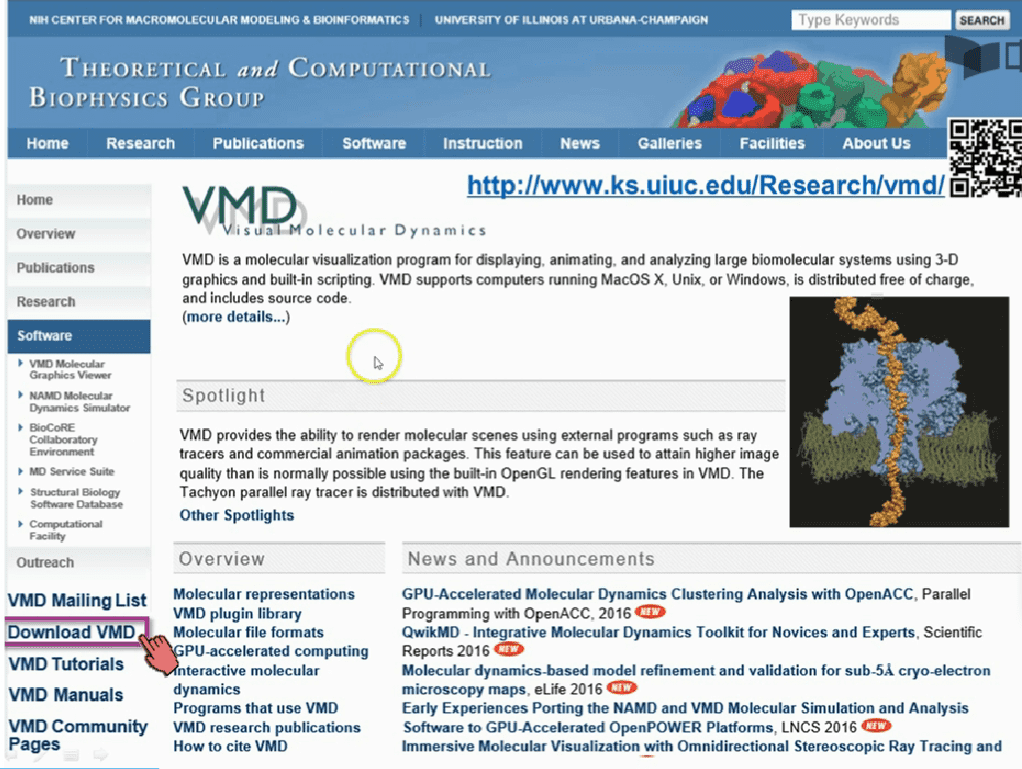 NIH CENTER FOR MACROMOLECULAR MODELING & BIOINFORMATICS | UNIVERSITY OF ILLINOIS AT URBANA-CHAMPAIGN
Type Keywords SEARCH
THEORETICAL and COMPUTATIONAL
BIOPHYSICS GROUP
Home Research Publications Software Instruction News Galleries Facilities About Us
http://www.ks.uiuc.edu/Research/vmd/
Home
Overview
Publications
Research
Software
VMD Molecular
Graphics Viewer
NAMD Molecular
Dynamics Simulator
BioCoRE
Collaboratory
Environment
MD Service Suite
Structural Biology
Software Database
Computational
Facility
Outreach
VMD Mailing List
Download VMD
VMD Tutorials
VMD Manuals
VMD Community
Pages
VMD
Visual Molecular Dynamics
VMD is a molecular visualization program for displaying, animating, and analyzing large biomolecular systems using 3-D
graphics and built-in scripting. VMD supports computers running MacOS X, Unix, or Windows, is distributed free of charge,
and includes source code.
(more details...)
Spotlight
VMD provides the ability to render molecular scenes using external programs such as ray
tracers and commercial animation packages. This feature can be used to attain higher image
quality than is normally possible using the built-in OpenGL rendering features in VMD. The
Tachyon parallel ray tracer is distributed with VMD.
Other Spotlights
Overview
Molecular representations
VMD plugin library
Molecular file formats
GPU-accelerated computing
Interactive molecular
dynamics
Programs that use VMD
VMD research publications
How to cite VMD
News and Announcements
GPU-Accelerated Molecular Dynamics Clustering Analysis with OpenACC, Parallel
Programming with OpenACC, 2016 NEW
QwikMD - Integrative Molecular Dynamics Toolkit for Novices and Experts, Scientific
Reports 2016 NEW
Molecular dynamics-based model refinement and validation for sub-5Å cryo-electron
microscopy maps, eLife 2016 NEW
Early Experiences Porting the NAMD and VMD Molecular Simulation and Analysis
Software to GPU-Accelerated OpenPOWER Platforms, LNCS 2016 NEW
Immersive Molecular Visualization with Omnidirectional Stereoscopic Ray Tracing and